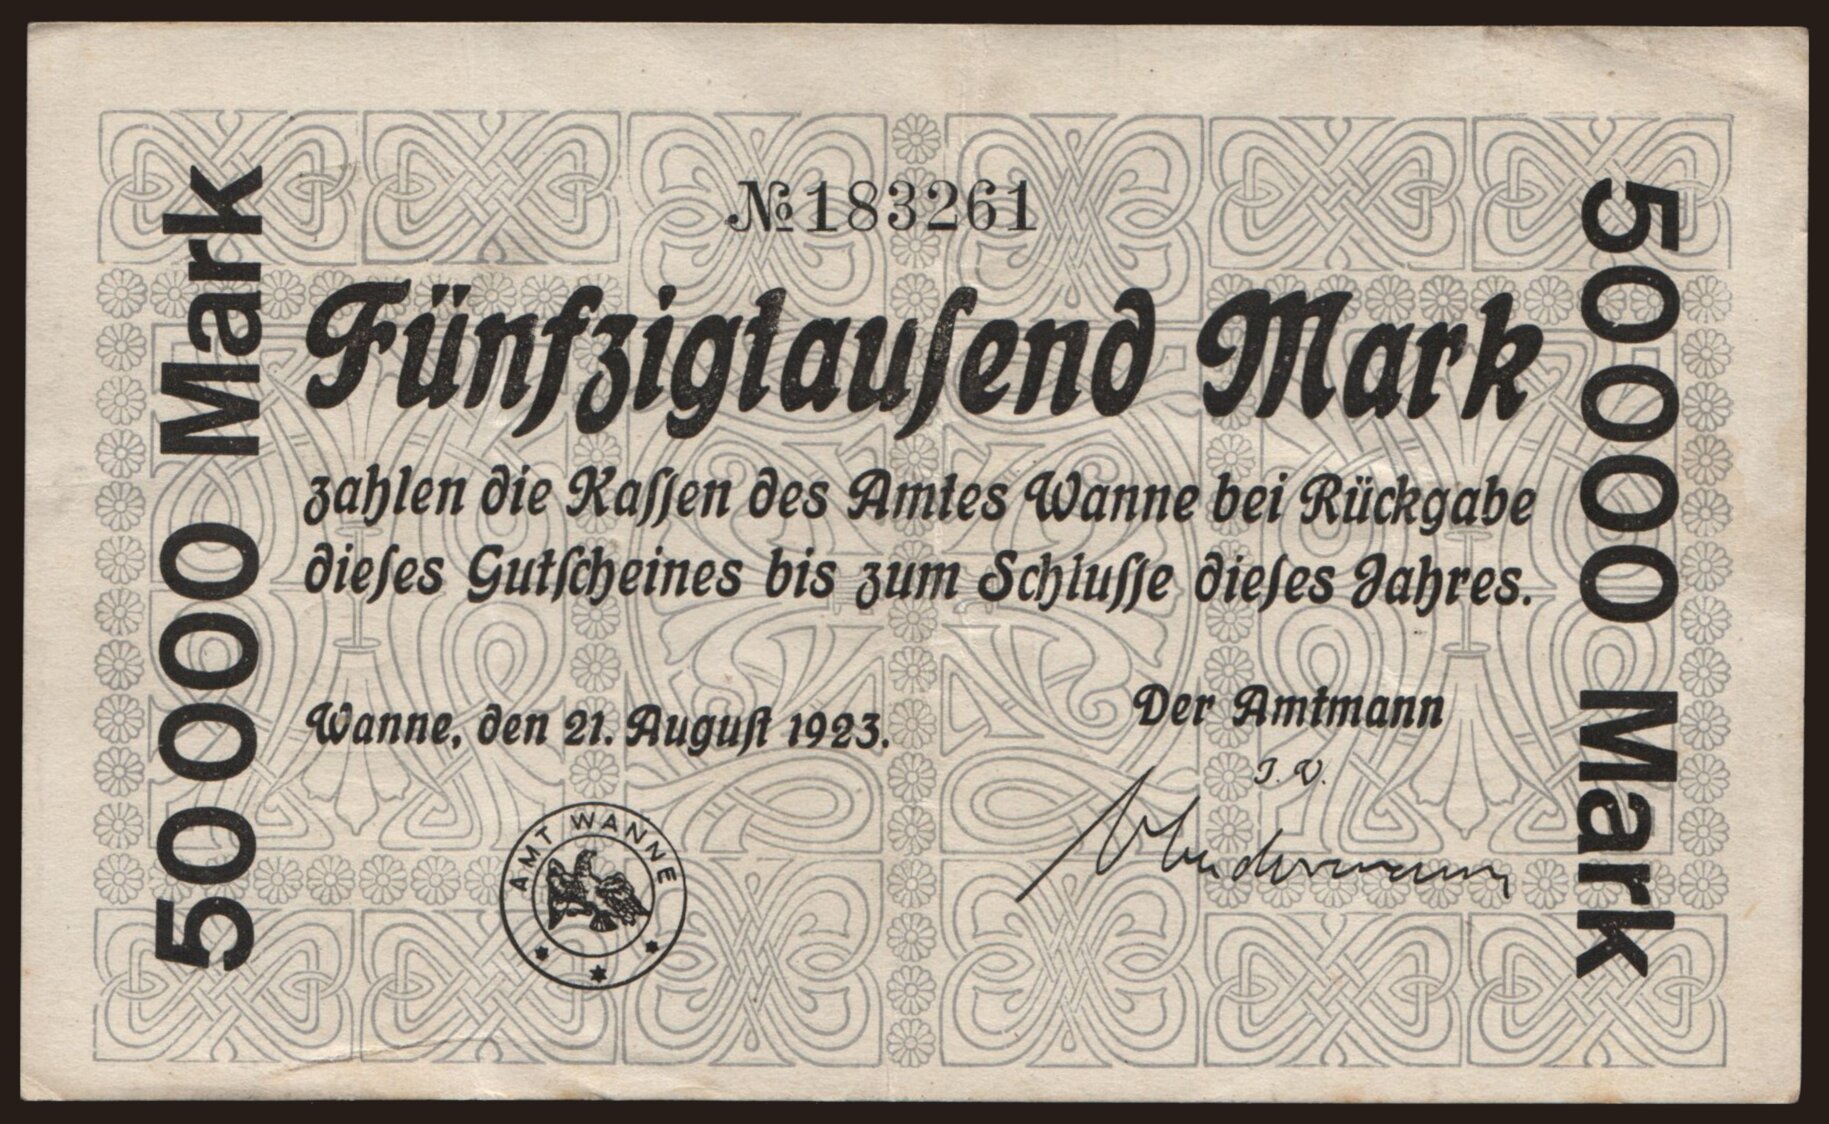 №183261
50000 Mark
Fünfzigtauſend Mark
zahlen die Kaſſen des Amtes Wanne bei Rückgabe
dieſes Gutſcheines bis zum Schluſſe dieſes Jahres.
50000 Mark
Wanne, den 21. Auguſt 1923.
Der Amtmann
J. V.
AMT WANNE